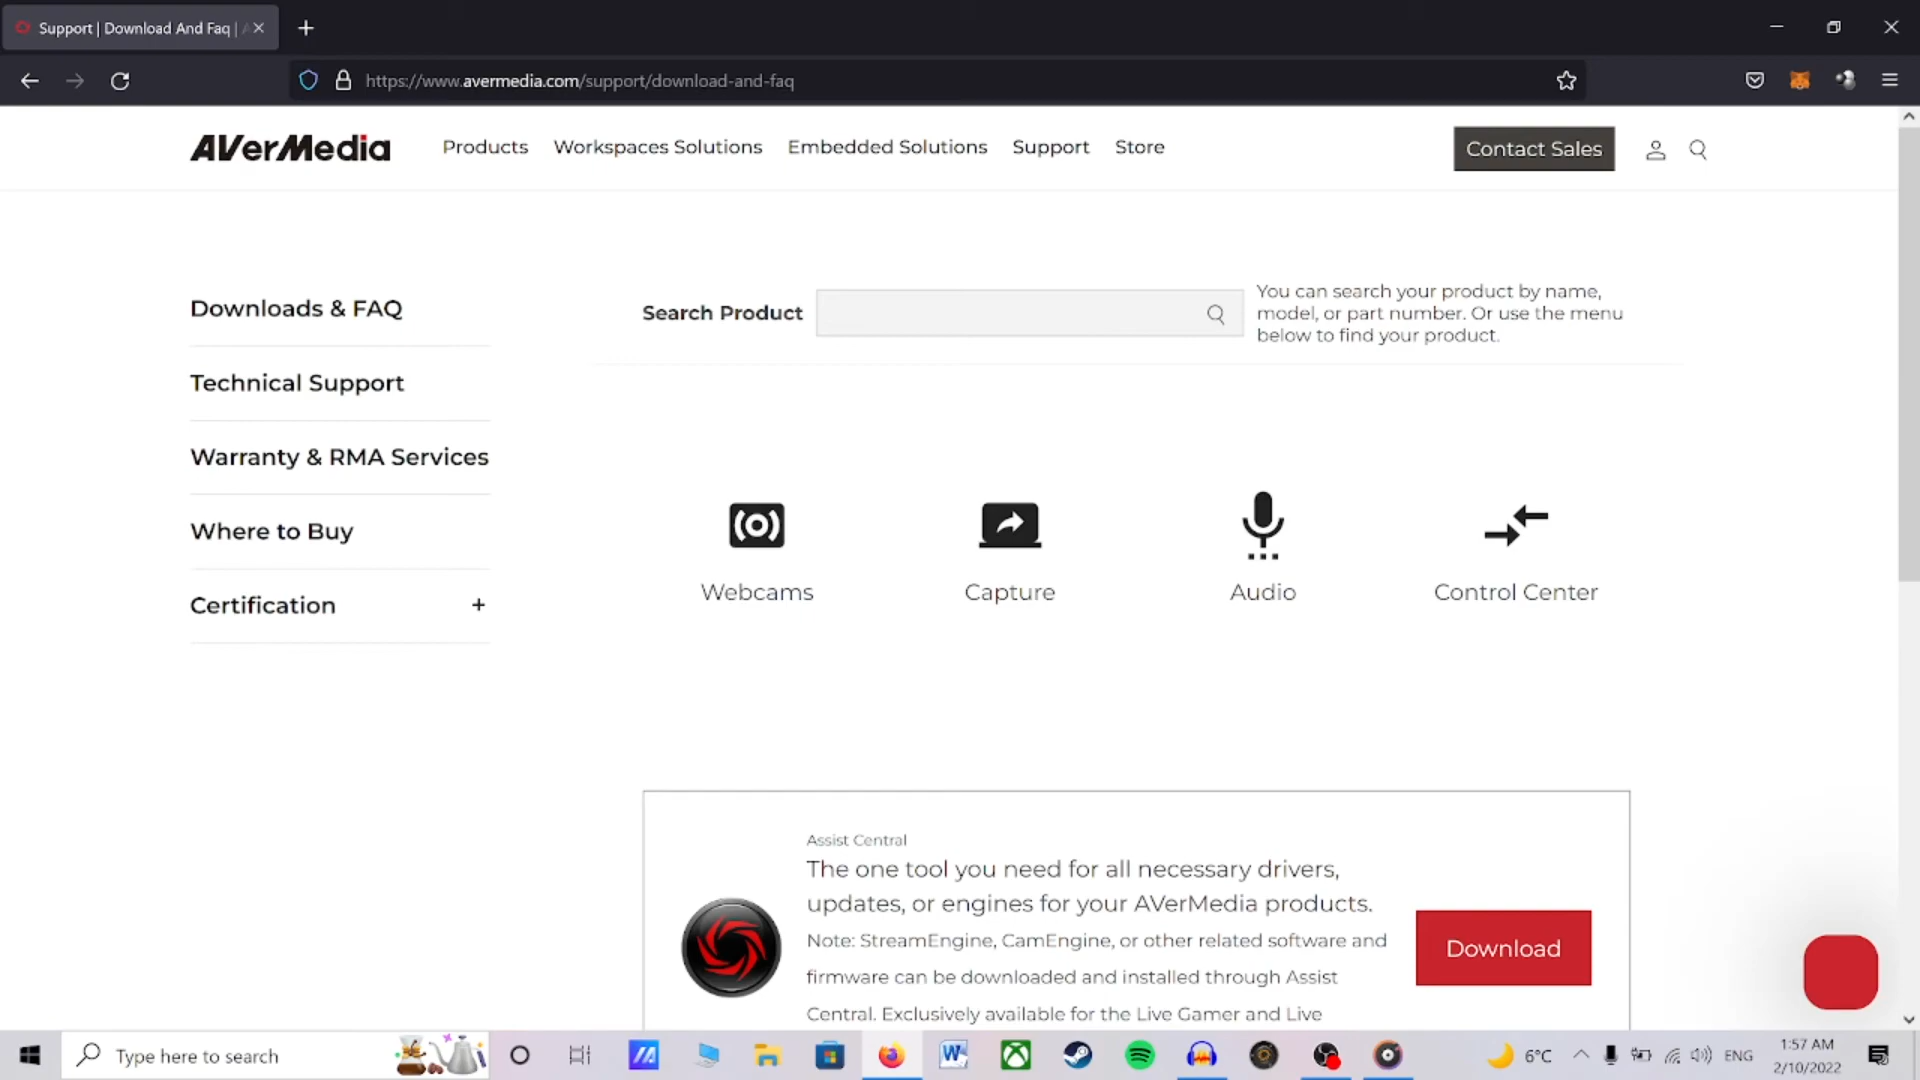 Support | Download And Faq |
https://www.avermedia.com/support/download-and-faq
AVerMedia
Products
Workspaces Solutions
Embedded Solutions
Support
Store
Contact Sales
Downloads & FAQ
Technical Support
Warranty & RMA Services
Where to Buy
Certification +
Search Product
You can search your product by name,
model, or part number. Or use the menu
below to find your product.
Webcams
Capture
Audio
Control Center
Assist Central
The one tool you need for all necessary drivers,
updates, or engines for your AVerMedia products.
Note: StreamEngine, CamEngine, or other related software and
firmware can be downloaded and installed through Assist
Central. Exclusively available for the Live Gamer and Live
Download
Type here to search
6°C
ENG
1:57 AM
2/10/2022